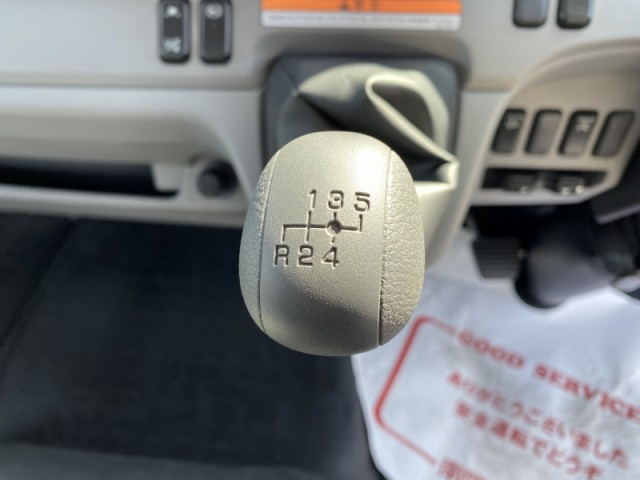 1 3 5
R 2 4
GOOD SERVICE
ありがとうございました
安全運転でどうぞ